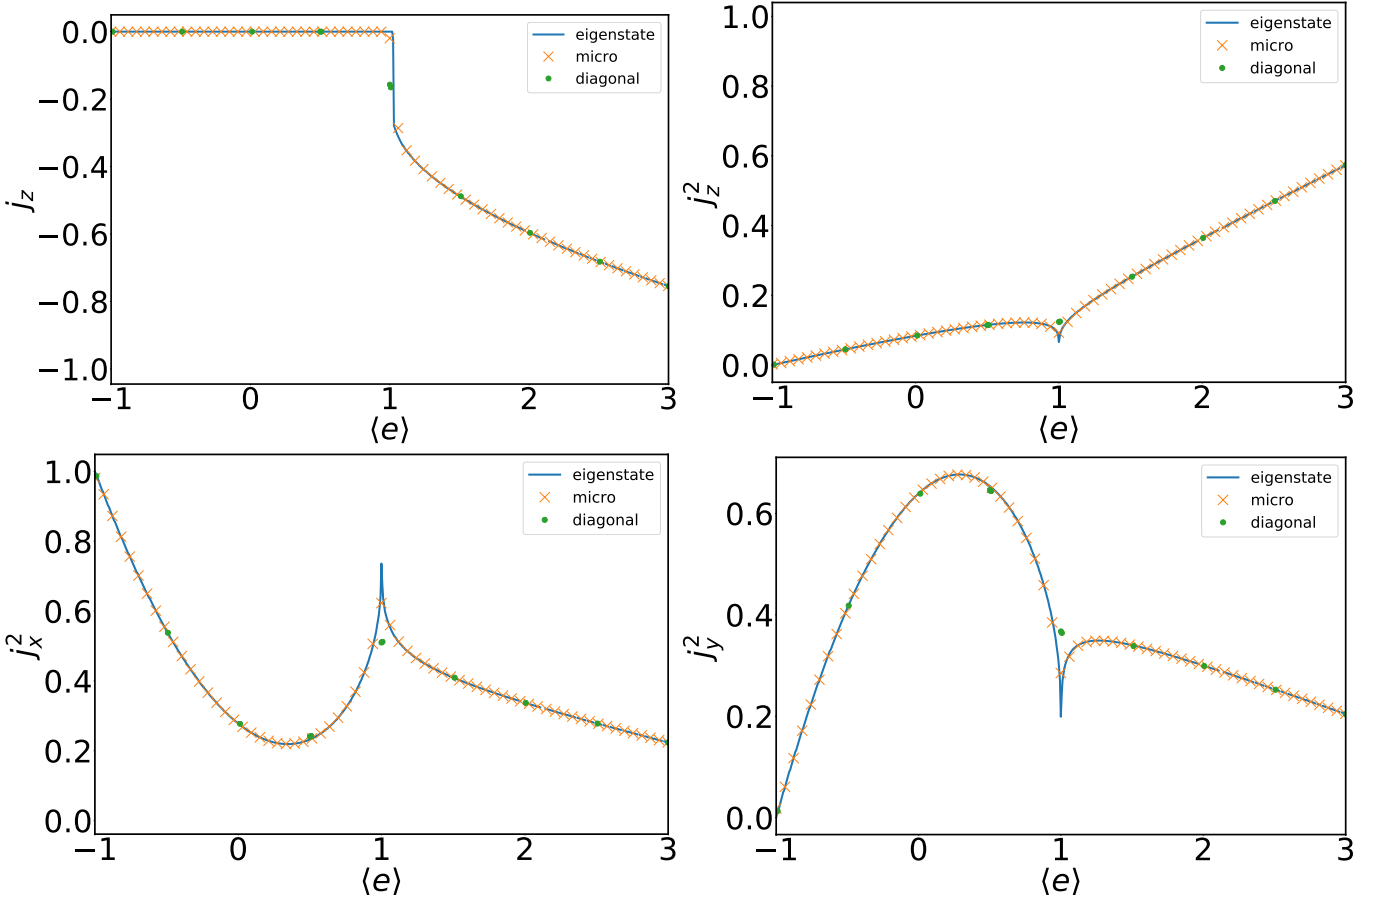 0.0
−0.2
−0.4
−0.6
−0.8
−1.0
j_z
−1 0 1 2 3
⟨e⟩
eigenstate
micro
diagonal
1.0
0.8
0.6
0.4
0.2
0.0
j_z^2
−1 0 1 2 3
⟨e⟩
eigenstate
micro
diagonal
1.0
0.8
0.6
0.4
0.2
0.0
j_x^2
−1 0 1 2 3
⟨e⟩
eigenstate
micro
diagonal
0.6
0.4
0.2
0.0
j_y^2
−1 0 1 2 3
⟨e⟩
eigenstate
micro
diagonal